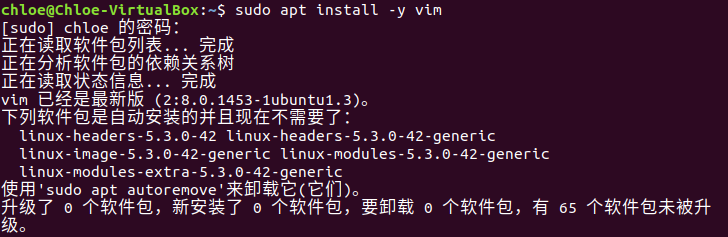 chloe@Chloe-VirtualBox:~$ sudo apt install -y vim
[sudo] chloe 的密码：
正在读取软件包列表... 完成
正在分析软件包的依赖关系树
正在读取状态信息... 完成
vim 已经是最新版 (2:8.0.1453-1ubuntu1.3)。
下列软件包是自动安装的并且现在不需要了：
  linux-headers-5.3.0-42 linux-headers-5.3.0-42-generic
  linux-image-5.3.0-42-generic linux-modules-5.3.0-42-generic
  linux-modules-extra-5.3.0-42-generic
使用'sudo apt autoremove'来卸载它(它们)。
升级了 0 个软件包，新安装了 0 个软件包，要卸载 0 个软件包，有 65 个软件包未被升
级。